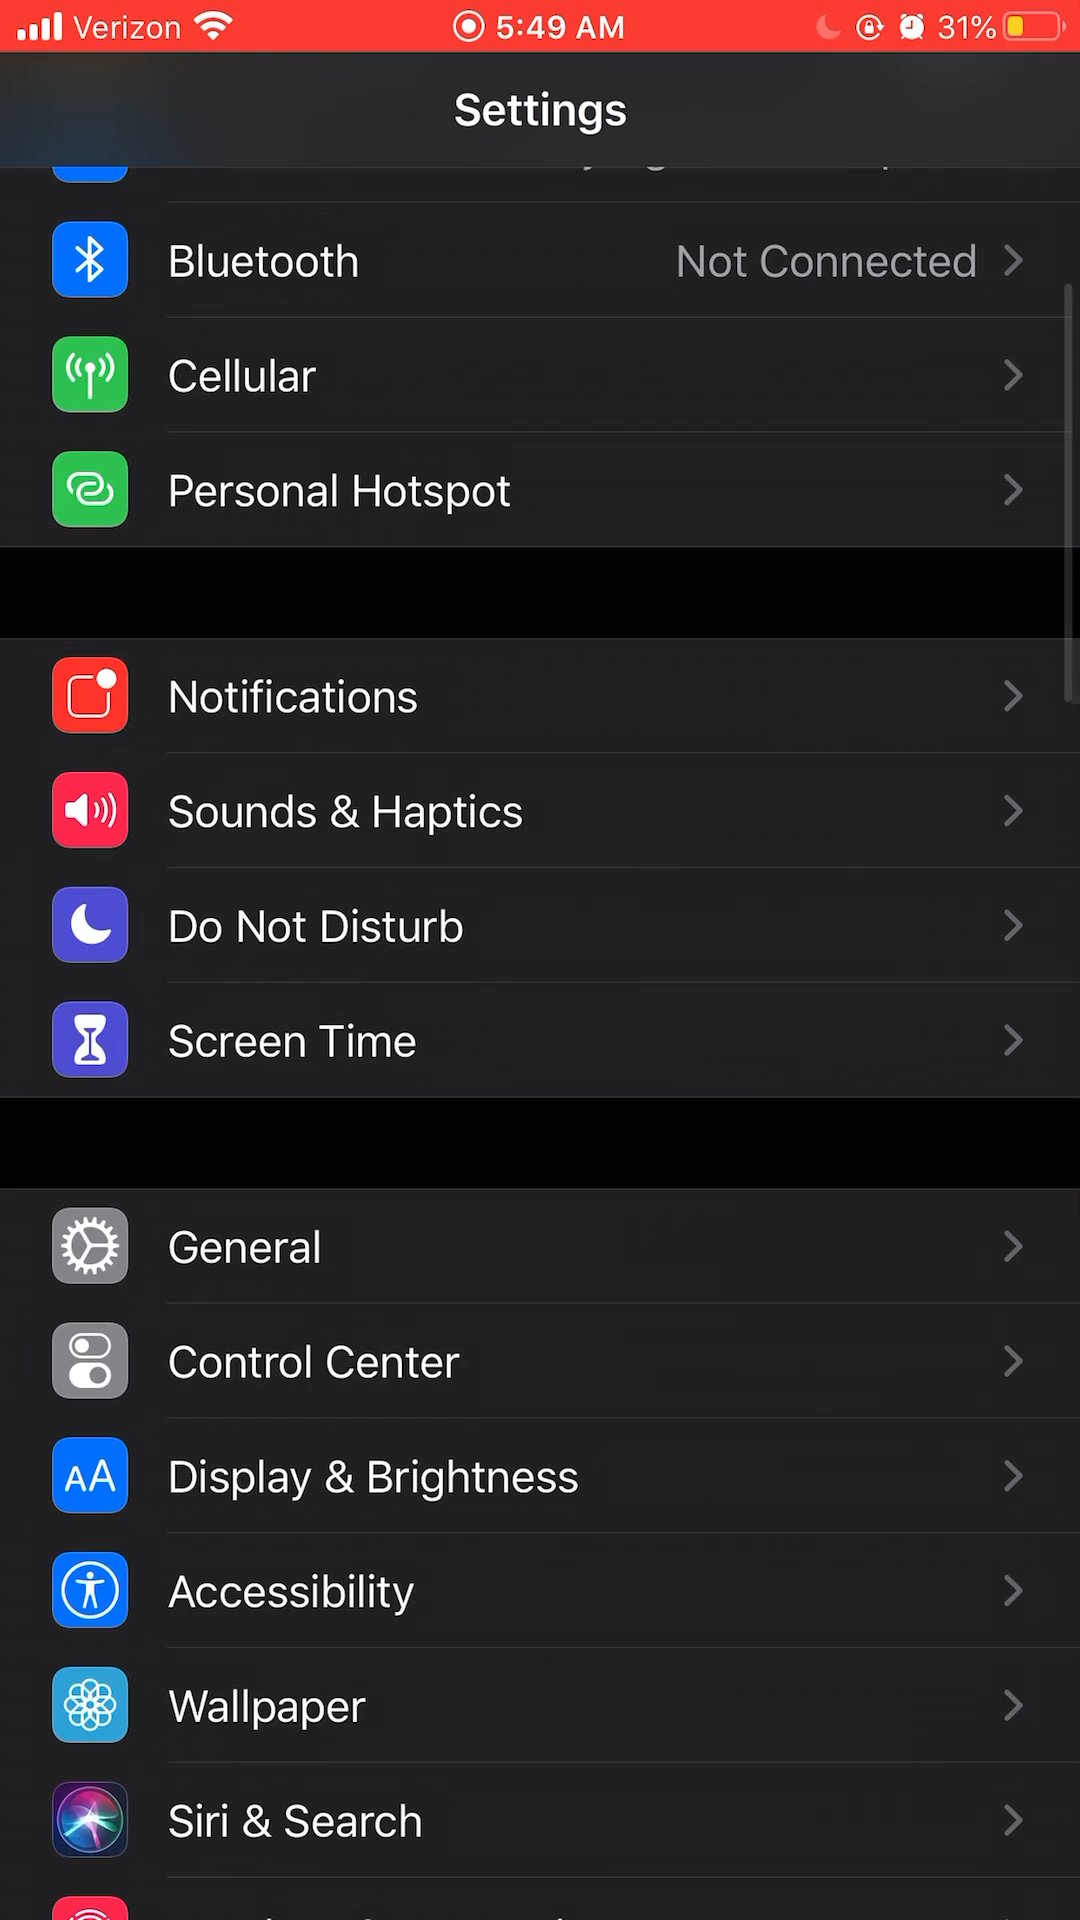 Verizon 5:49 AM 31%
Settings
Bluetooth Not Connected
Cellular
Personal Hotspot
Notifications
Sounds & Haptics
Do Not Disturb
Screen Time
General
Control Center
AA Display & Brightness
Accessibility
Wallpaper
Siri & Search